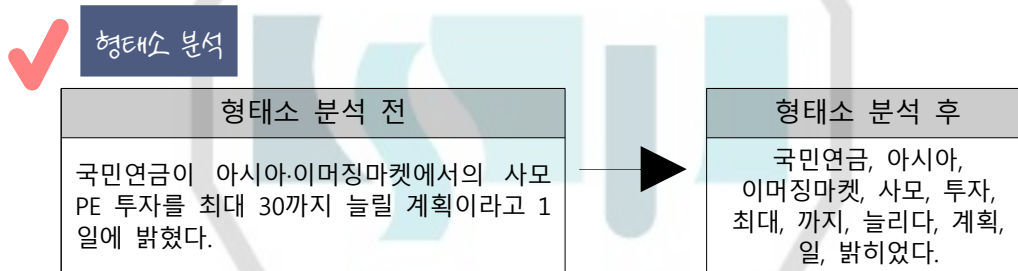 형태소 분석
형태소 분석 전
국민연금이 아시아·이머징마켓에서의 사모
PE 투자를 최대 30까지 늘릴 계획이라고 1
일에 밝혔다.
형태소 분석 후
국민연금, 아시아,
이머징마켓, 사모, 투자,
최대, 까지, 늘리다, 계획,
일, 밝히었다.